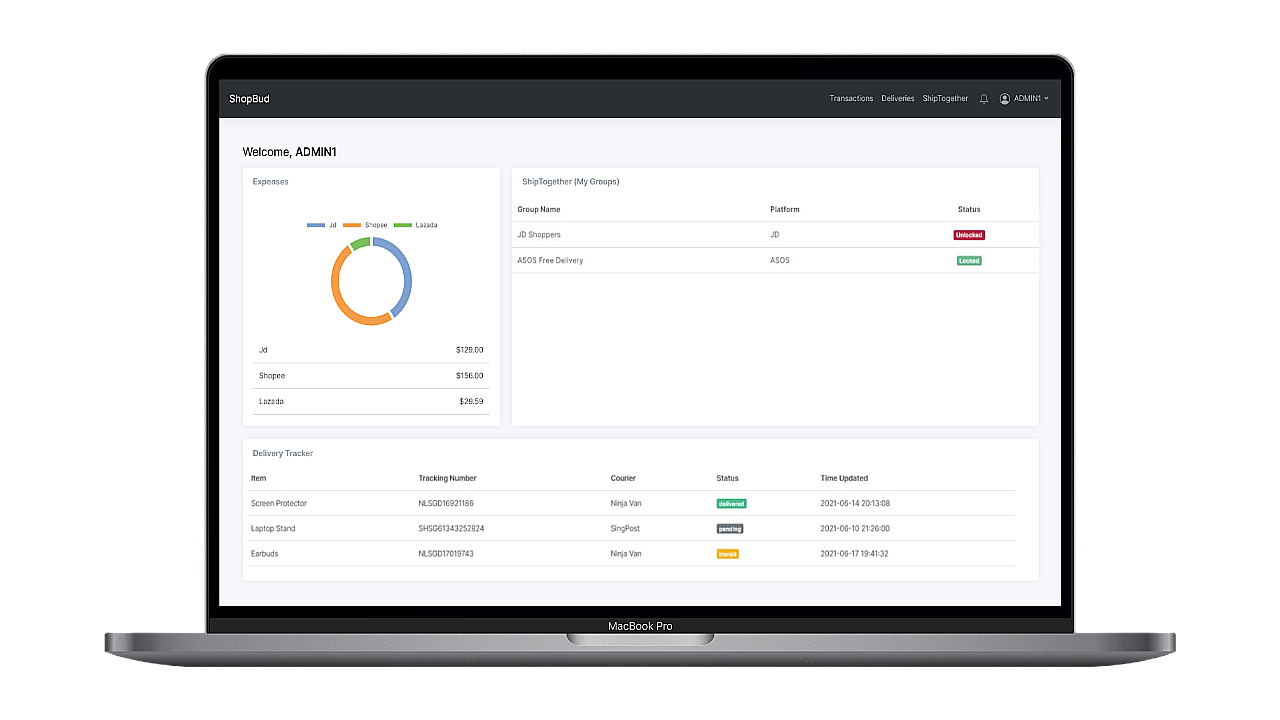 ShopBud Transactions Deliveries ShipTogether ADMIN1
Welcome, ADMIN1
Expenses
Jd Shopee Lazada
Jd $129.00
Shopee $156.00
Lazada $29.59
ShipTogether (My Groups)
Group Name Platform Status
JD Shoppers JD Unlocked
ASOS Free Delivery ASOS Locked
Delivery Tracker
Item Tracking Number Courier Status Time Updated
Screen Protector NLSGD16921186 Ninja Van delivered 2021-06-14 20:13:08
Laptop Stand SHSG61343252824 SingPost pending 2021-06-10 21:26:00
Earbuds NLSGD17019743 Ninja Van transit 2021-06-17 19:41:32
MacBook Pro